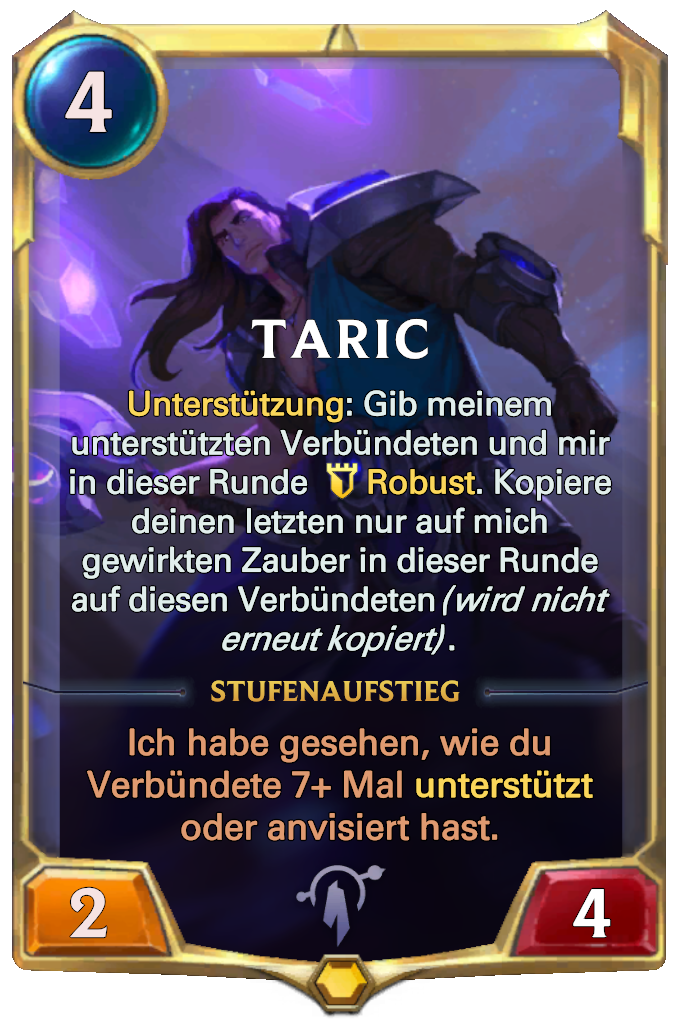 4
TARIC
Unterstützung: Gib meinem
unterstützten Verbündeten und mir
in dieser Runde Robust. Kopiere
deinen letzten nur auf mich
gewirkten Zauber in dieser Runde
auf diesen Verbündeten (wird nicht
erneut kopiert).
STUFENAUFSTIEG
Ich habe gesehen, wie du
Verbündete 7+ Mal unterstützt
oder anvisiert hast.
2
4